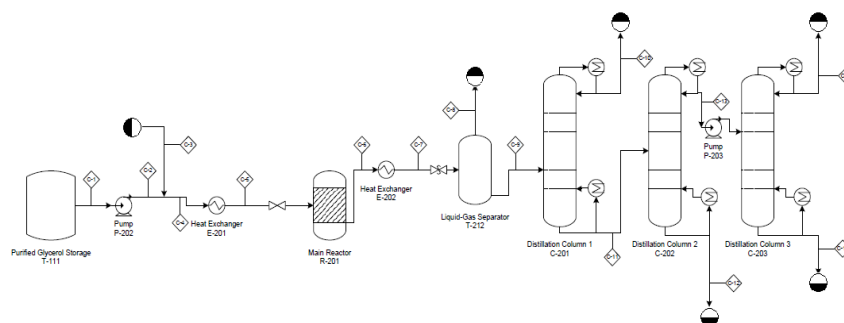 C-10
C-8
C-3
C-13
C-6
C-7
C-9
Pump
P-203
C-1
C-2
C-5
Heat Exchanger
E-202
C-4
Pump
P-202
Heat Exchanger
E-201
Liquid-Gas Separator
T-212
Purified Glycerol Storage
T-111
Main Reactor
R-201
Distillation Column 1
C-201
C-11
Distillation Column 2
C-202
Distillation Column 3
C-203
C-12